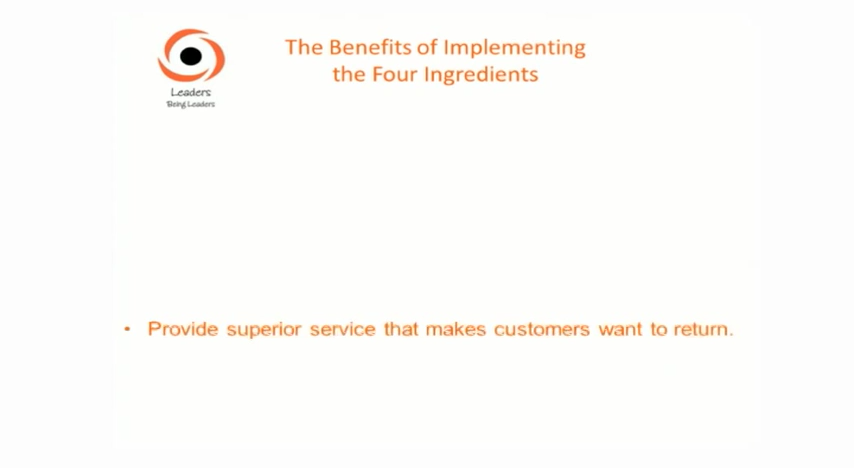 The Benefits of Implementing
the Four Ingredients
Leaders
Being Leaders
• Provide superior service that makes customers want to return.